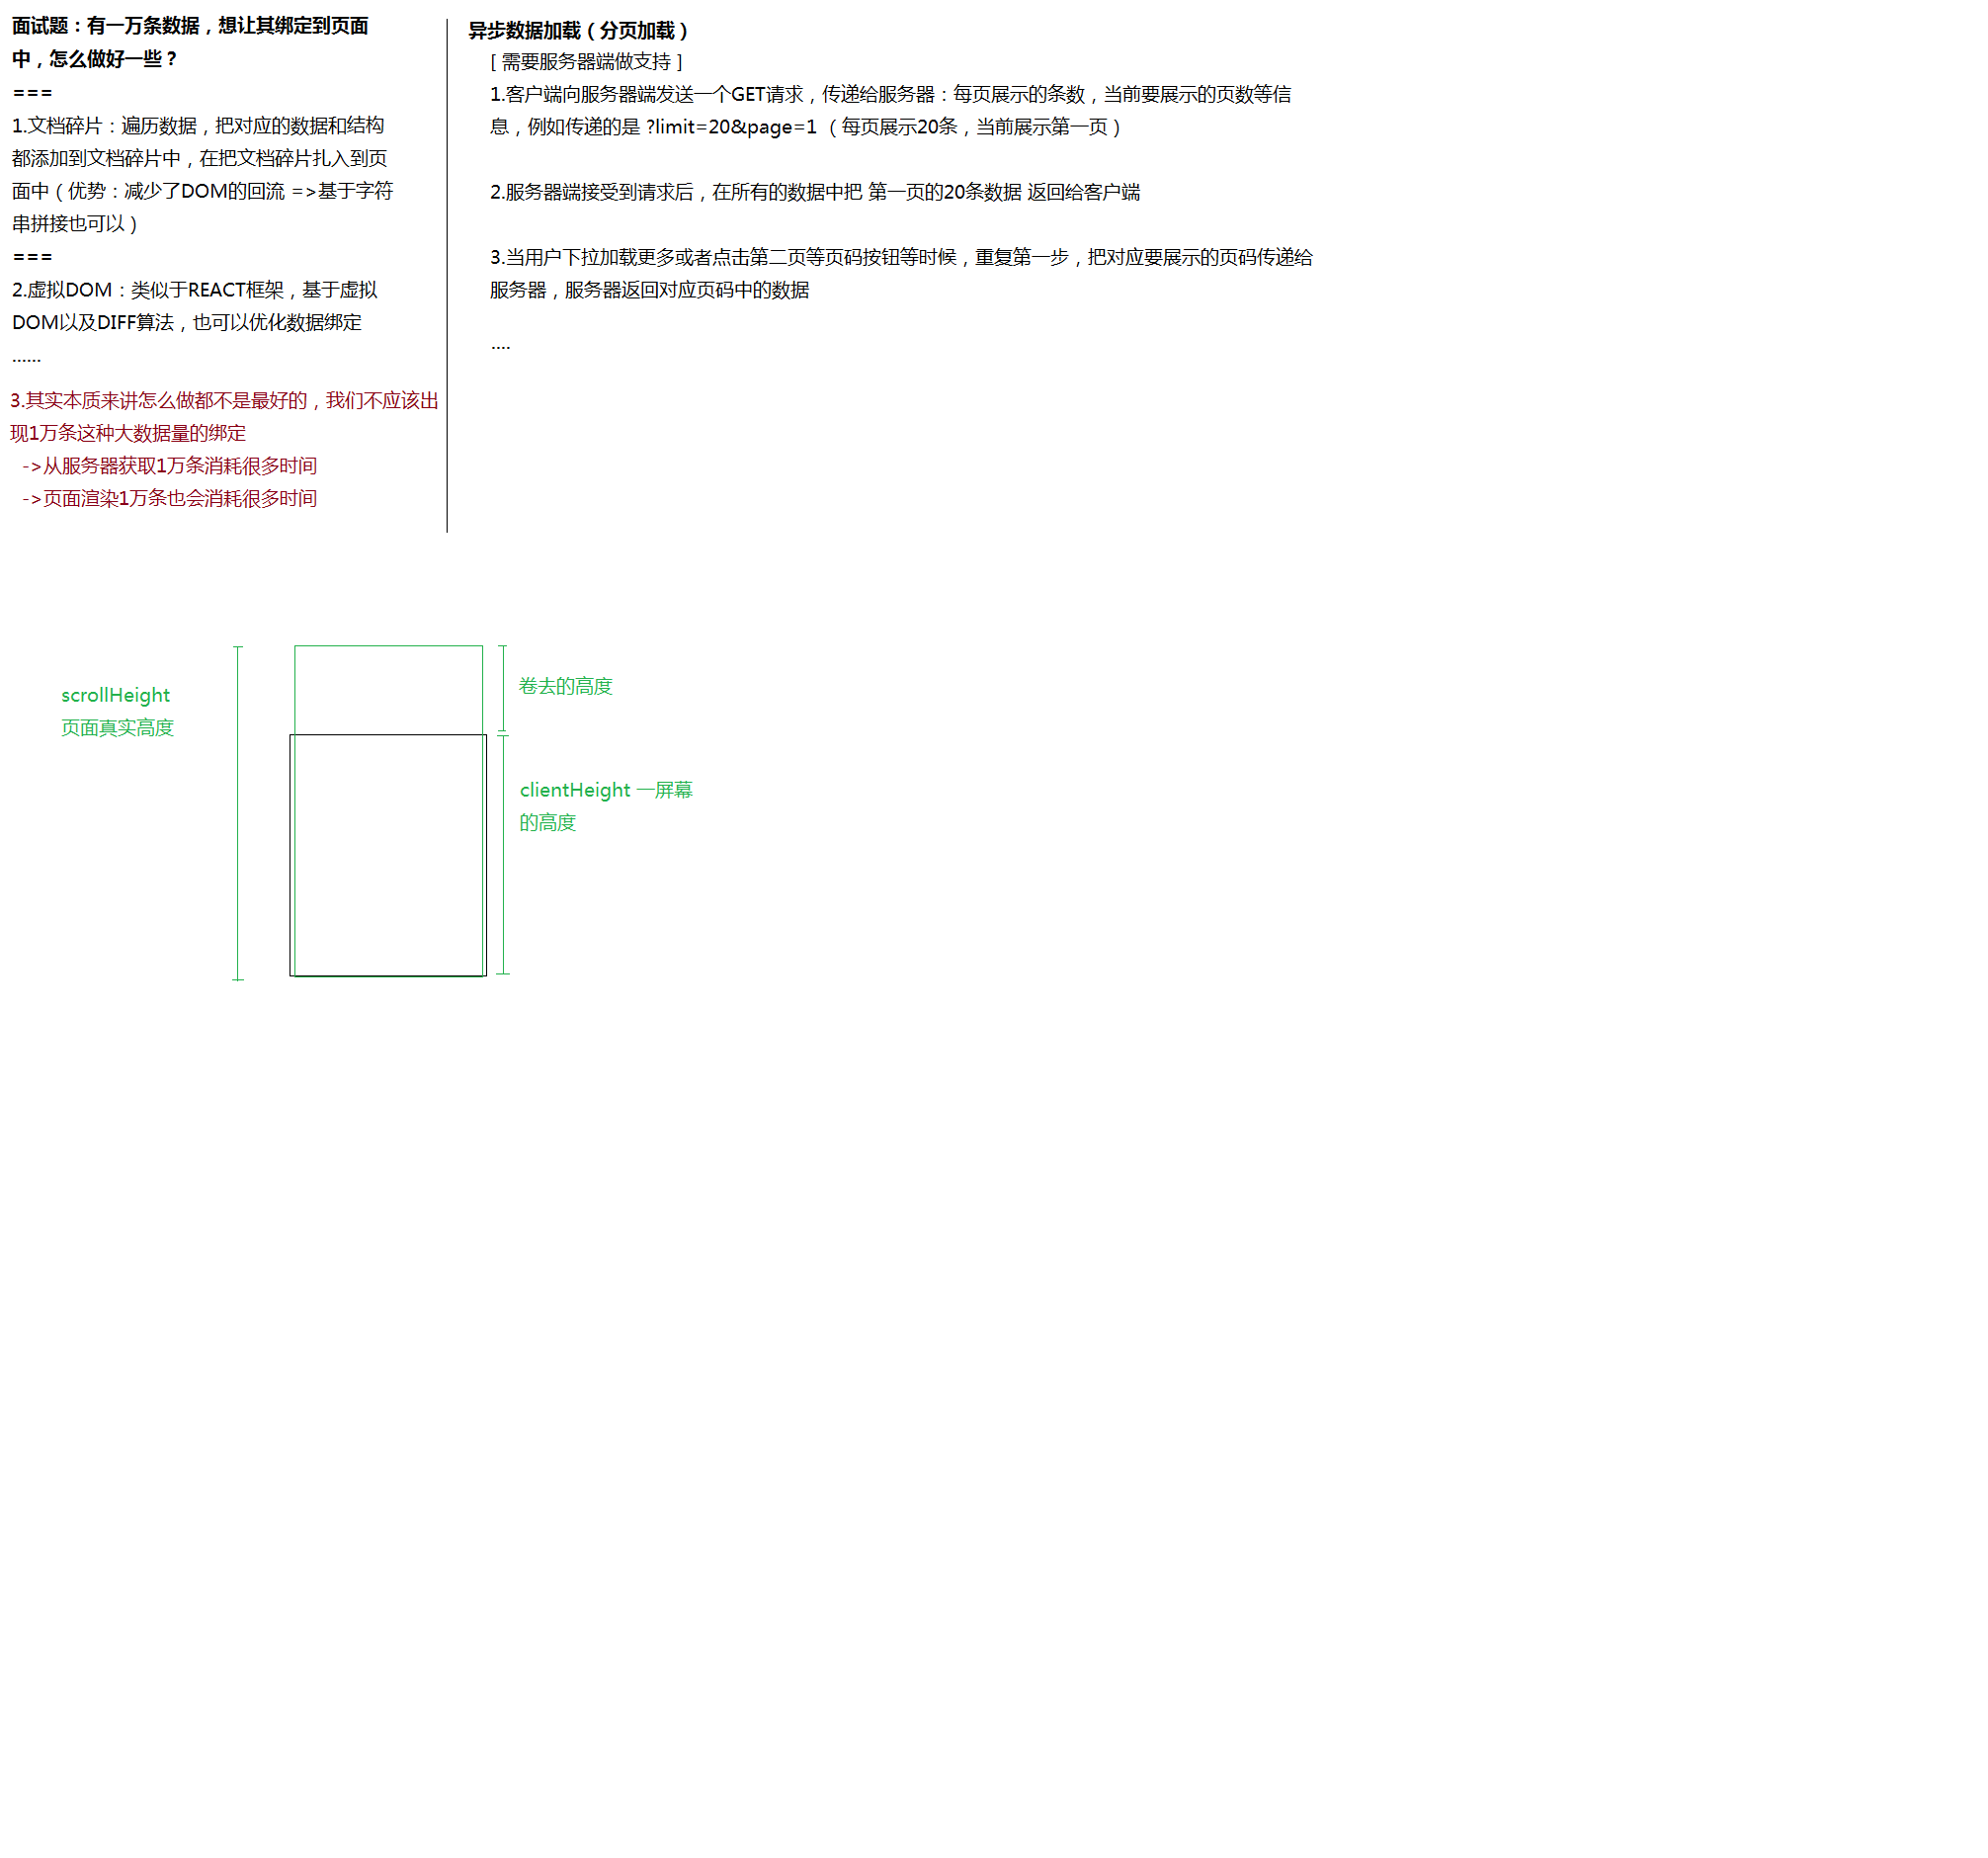 面试题：有一万条数据，想让其绑定到页面
中，怎么做好一些？
===
1.文档碎片：遍历数据，把对应的数据和结构
都添加到文档碎片中，在把文档碎片扎入到页
面中（优势：减少了DOM的回流 =>基于字符
串拼接也可以）
===
2.虚拟DOM：类似于REACT框架，基于虚拟
DOM以及DIFF算法，也可以优化数据绑定
......
3.其实本质来讲怎么做都不是最好的，我们不应该出
现1万条这种大数据量的绑定
->从服务器获取1万条消耗很多时间
->页面渲染1万条也会消耗很多时间
异步数据加载（分页加载）
[ 需要服务器端做支持 ]
1.客户端向服务器端发送一个GET请求，传递给服务器：每页展示的条数，当前要展示的页数等信
息，例如传递的是 ?limit=20&page=1 （每页展示20条，当前展示第一页）
2.服务器端接受到请求后，在所有的数据中把 第一页的20条数据 返回给客户端
3.当用户下拉加载更多或者点击第二页等页码按钮等时候，重复第一步，把对应要展示的页码传递给
服务器，服务器返回对应页码中的数据
....
scrollHeight
页面真实高度
卷去的高度
clientHeight 一屏幕
的高度